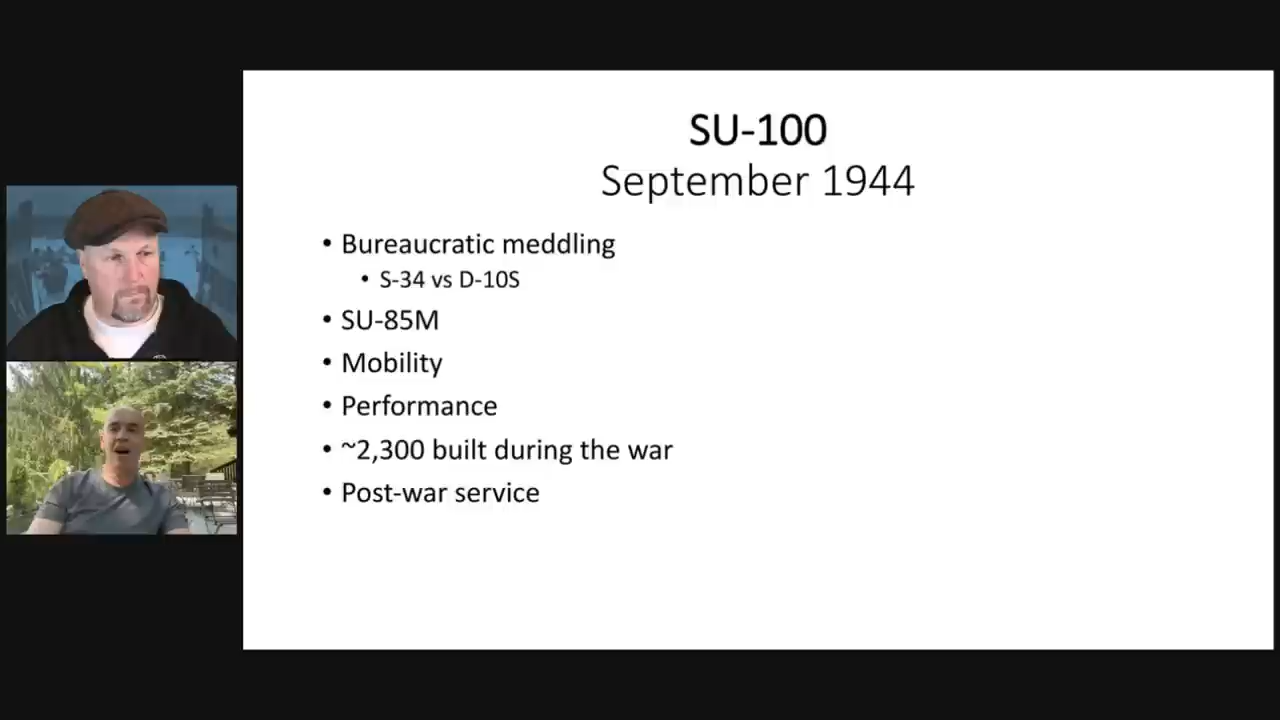 SU-100
September 1944
• Bureaucratic meddling
• S-34 vs D-10S
• SU-85M
• Mobility
• Performance
• ~2,300 built during the war
• Post-war service